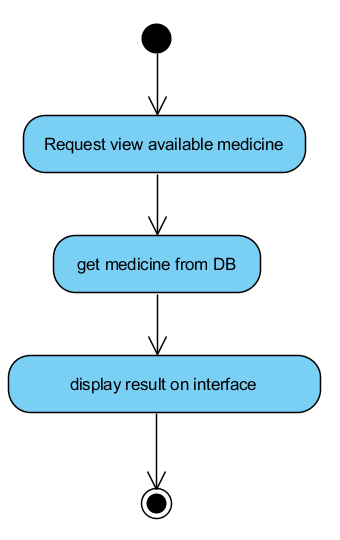 Request view available medicine
get medicine from DB
display result on interface